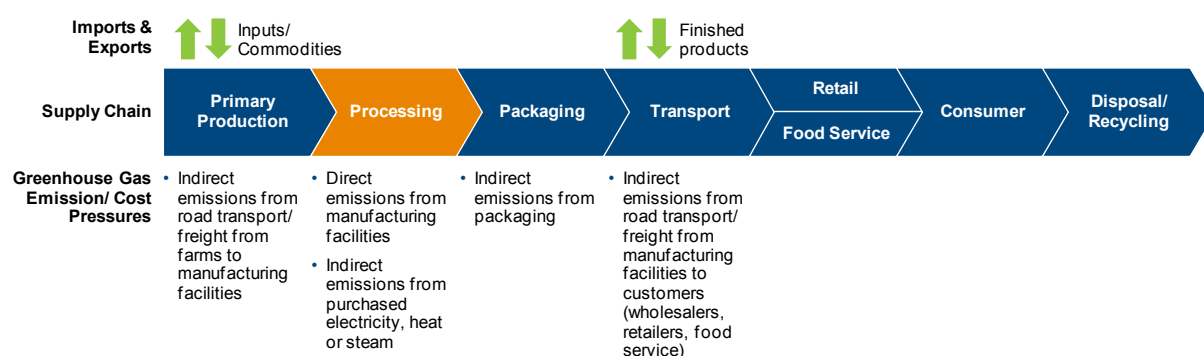 Imports &
Exports
Inputs/
Commodities
Finished
products
Supply Chain
Primary
Production
Processing
Packaging
Transport
Retail
Food Service
Consumer
Disposal/
Recycling
Greenhouse Gas
Emission/ Cost
Pressures
• Indirect
emissions from
road transport/
freight from
farms to
manufacturing
facilities
• Direct
emissions from
manufacturing
facilities
• Indirect
emissions from
purchased
electricity, heat
or steam
• Indirect
emissions from
packaging
• Indirect
emissions from
road transport/
freight from
manufacturing
facilities to
customers
(wholesalers,
retailers, food
service)